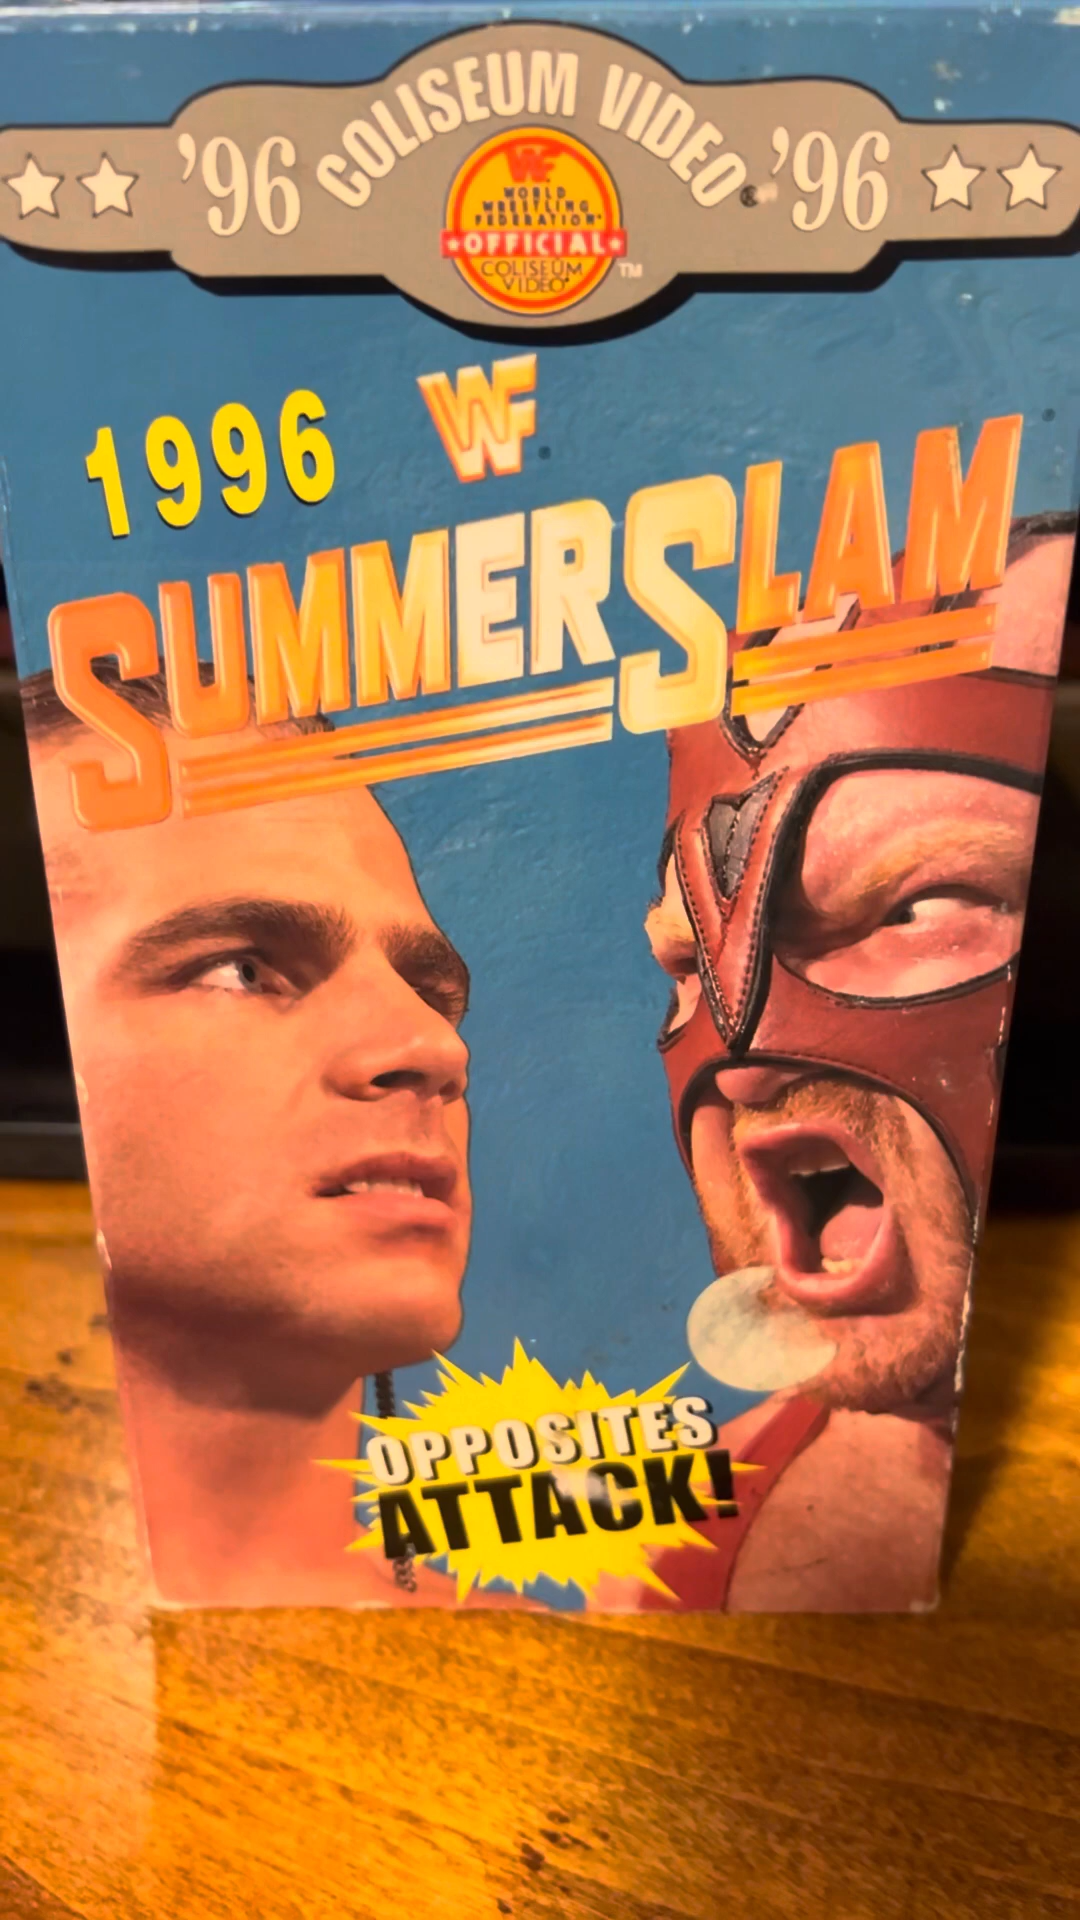 '96 COLISEUM VIDEO® '96
WF
WORLD
WRESTLING
FEDERATION
OFFICIAL
COLISEUM
VIDEO
TM
1996
WF®
SUMMERSLAM®
OPPOSITES
ATTACK!